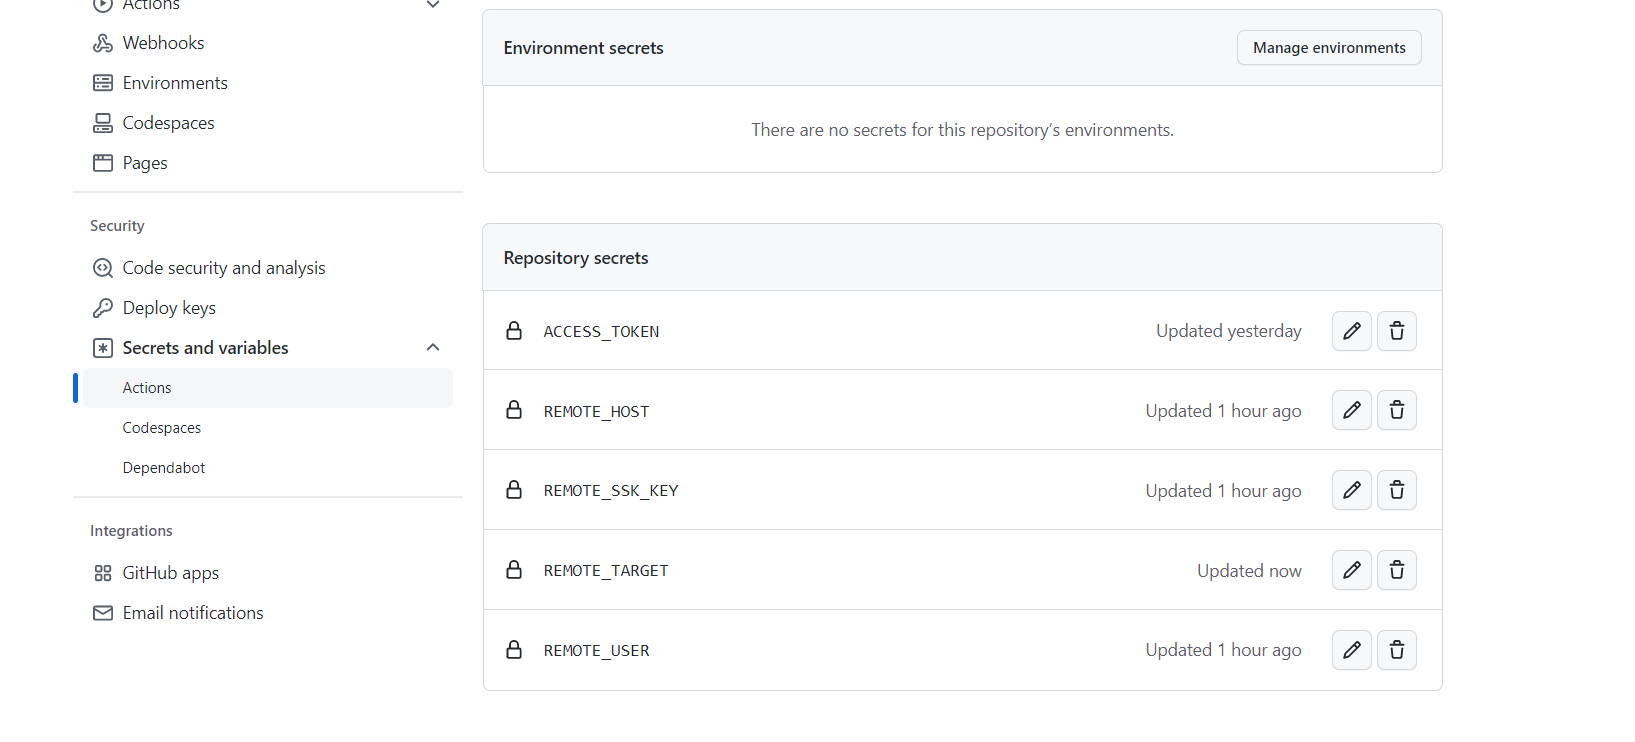 Actions
Webhooks
Environments
Codespaces
Pages
Security
Code security and analysis
Deploy keys
Secrets and variables
Actions
Codespaces
Dependabot
Integrations
GitHub apps
Email notifications
Environment secrets
Manage environments
There are no secrets for this repository’s environments.
Repository secrets
ACCESS_TOKEN Updated yesterday
REMOTE_HOST Updated 1 hour ago
REMOTE_SSK_KEY Updated 1 hour ago
REMOTE_TARGET Updated now
REMOTE_USER Updated 1 hour ago